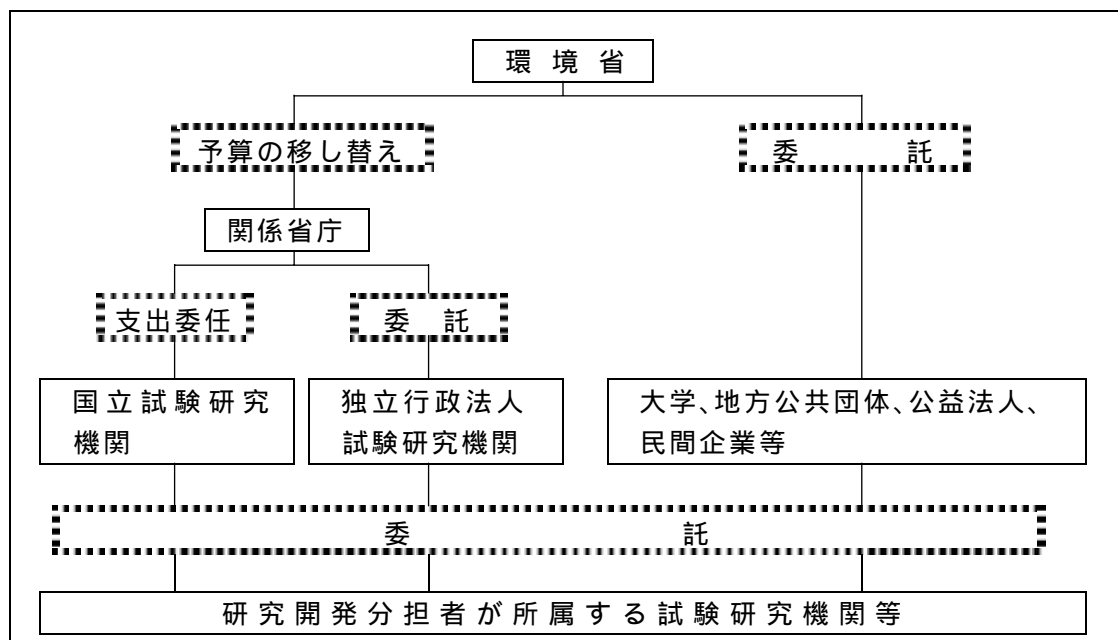 環境省
予算の移し替え
委託
関係省庁
支出委任
委託
国立試験研究
機関
独立行政法人
試験研究機関
大学、地方公共団体、公益法人、
民間企業等
委託
研究開発分担者が所属する試験研究機関等